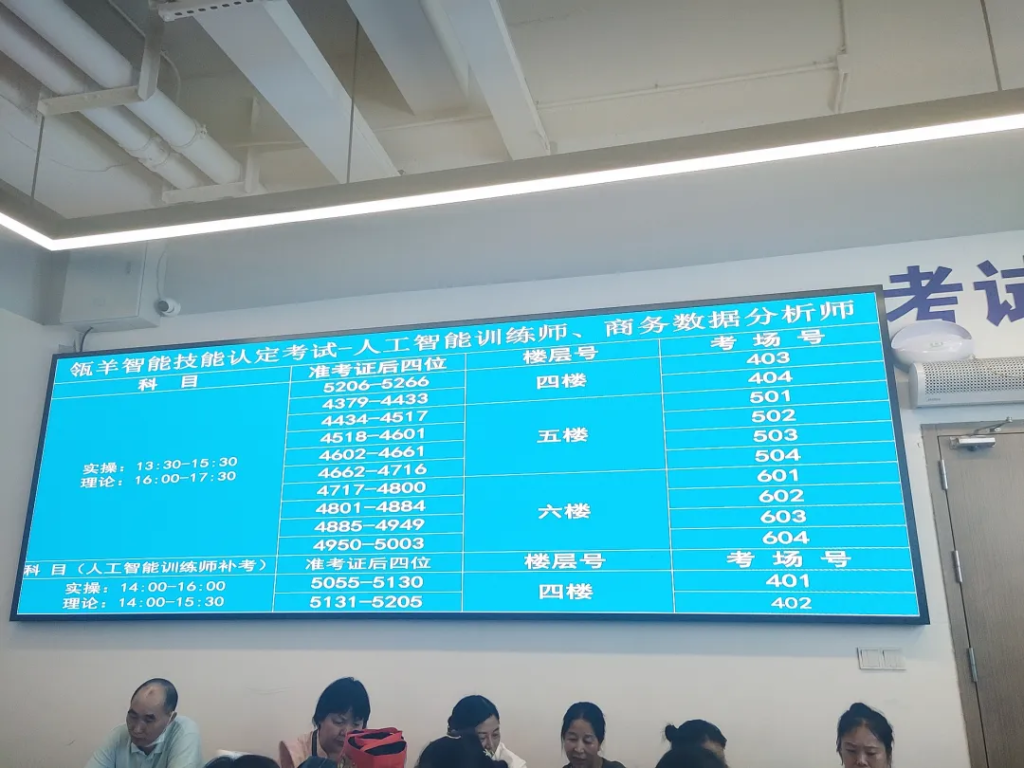 考试
瓴羊智能技能认定考试-人工智能训练师、商务数据分析师
科 目 准考证后四位 楼层号 考 场 号
实操：13:30-15:30
理论：16:00-17:30
5206-5266 四楼 403
4379-4433 404
4434-4517 五楼 501
4518-4601 502
4602-4661 503
4662-4716 504
4717-4800 六楼 601
4801-4884 602
4885-4949 603
4950-5003 604
科 目（人工智能训练师补考） 准考证后四位 楼层号 考 场 号
实操：14:00-16:00
理论：14:00-15:30
5055-5130 四楼 401
5131-5205 402